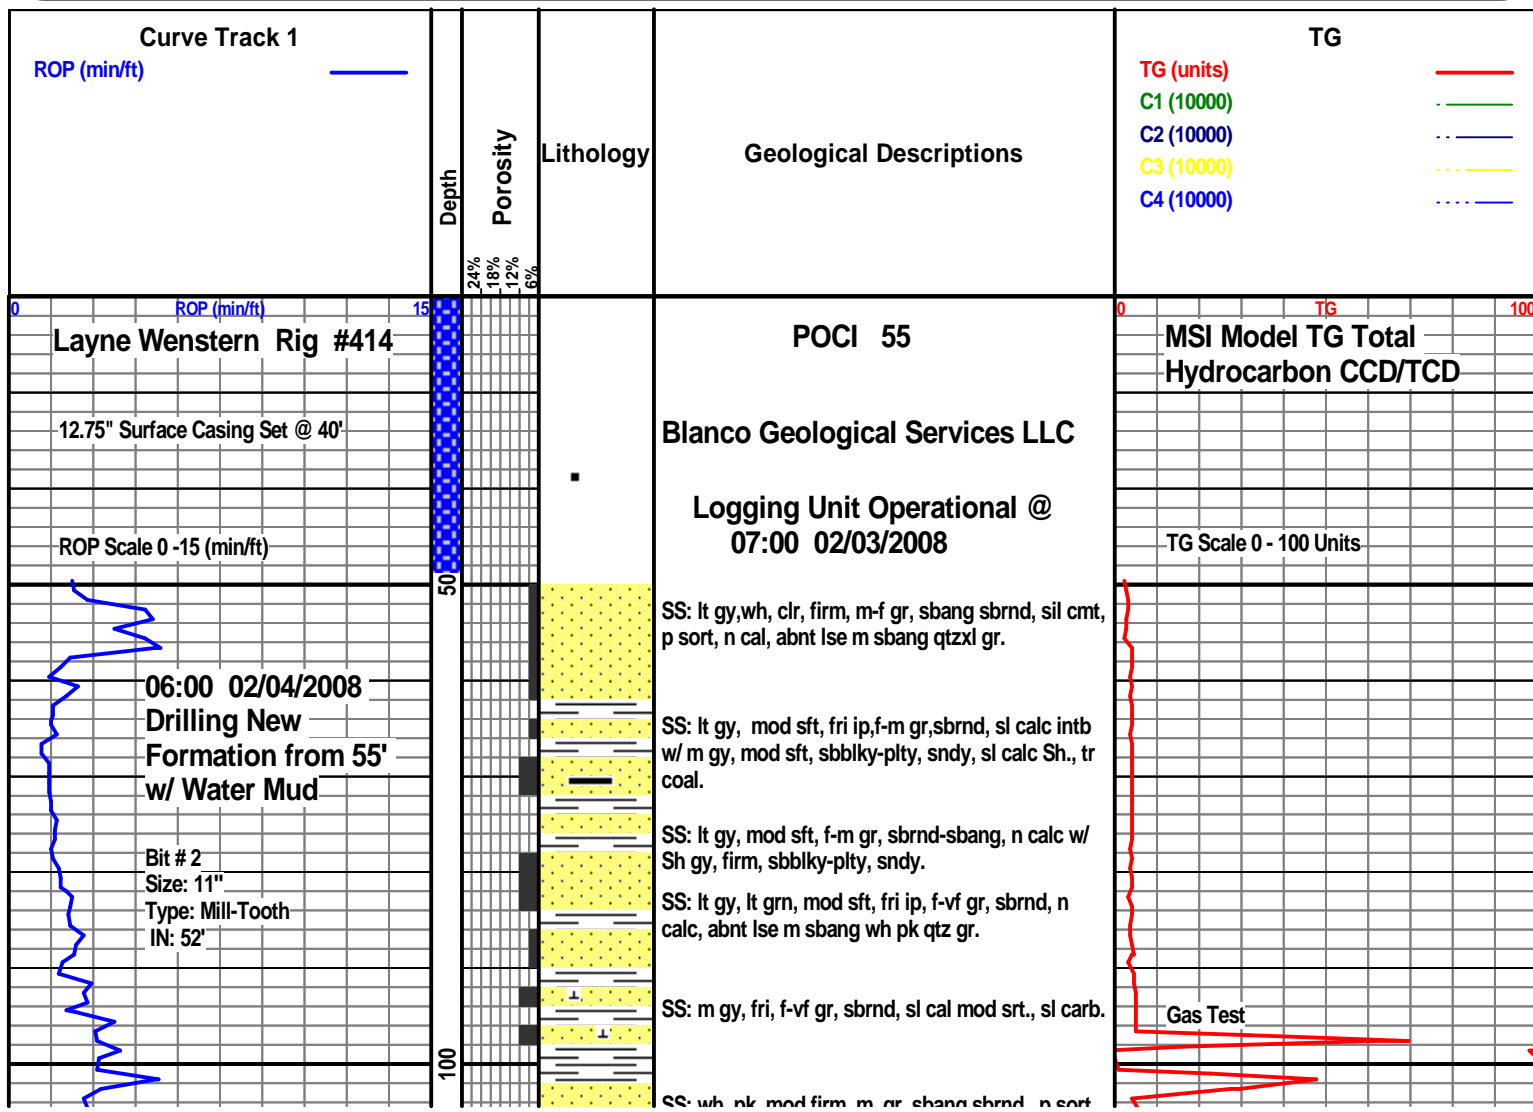 Curve Track 1
ROP (min/ft)
Depth
Porosity
24%
18%
12%
6%
Lithology
Geological Descriptions
TG
TG (units)
C1 (10000)
C2 (10000)
C3 (10000)
C4 (10000)
0 ROP (min/ft) 15
Layne Wenstern Rig #414
12.75" Surface Casing Set @ 40'
ROP Scale 0 -15 (min/ft)
06:00 02/04/2008
Drilling New
Formation from 55'
w/ Water Mud
Bit # 2
Size: 11"
Type: Mill-Tooth
IN: 52'
50
100
POCI 55
Blanco Geological Services LLC
Logging Unit Operational @
07:00 02/03/2008
SS: lt gy,wh, clr, firm, m-f gr, sbang sbrnd, sil cmt,
p sort, n cal, abnt lse m sbang qtzxl gr.
SS: lt gy, mod sft, fri ip,f-m gr,sbrnd, sl calc intb
w/ m gy, mod sft, sbblky-plty, sndy, sl calc Sh., tr
coal.
SS: lt gy, mod sft, f-m gr, sbrnd-sbang, n calc w/
Sh gy, firm, sbblky-plty, sndy.
SS: lt gy, lt grn, mod sft, fri ip, f-vf gr, sbrnd, n
calc, abnt lse m sbang wh pk qtz gr.
SS: m gy, fri, f-vf gr, sbrnd, sl cal mod srt., sl carb.
SS: wh, pk, mod firm, m, gr, sbang sbrnd, p sort,
0 TG 100
MSI Model TG Total
Hydrocarbon CCD/TCD
TG Scale 0 - 100 Units
Gas Test